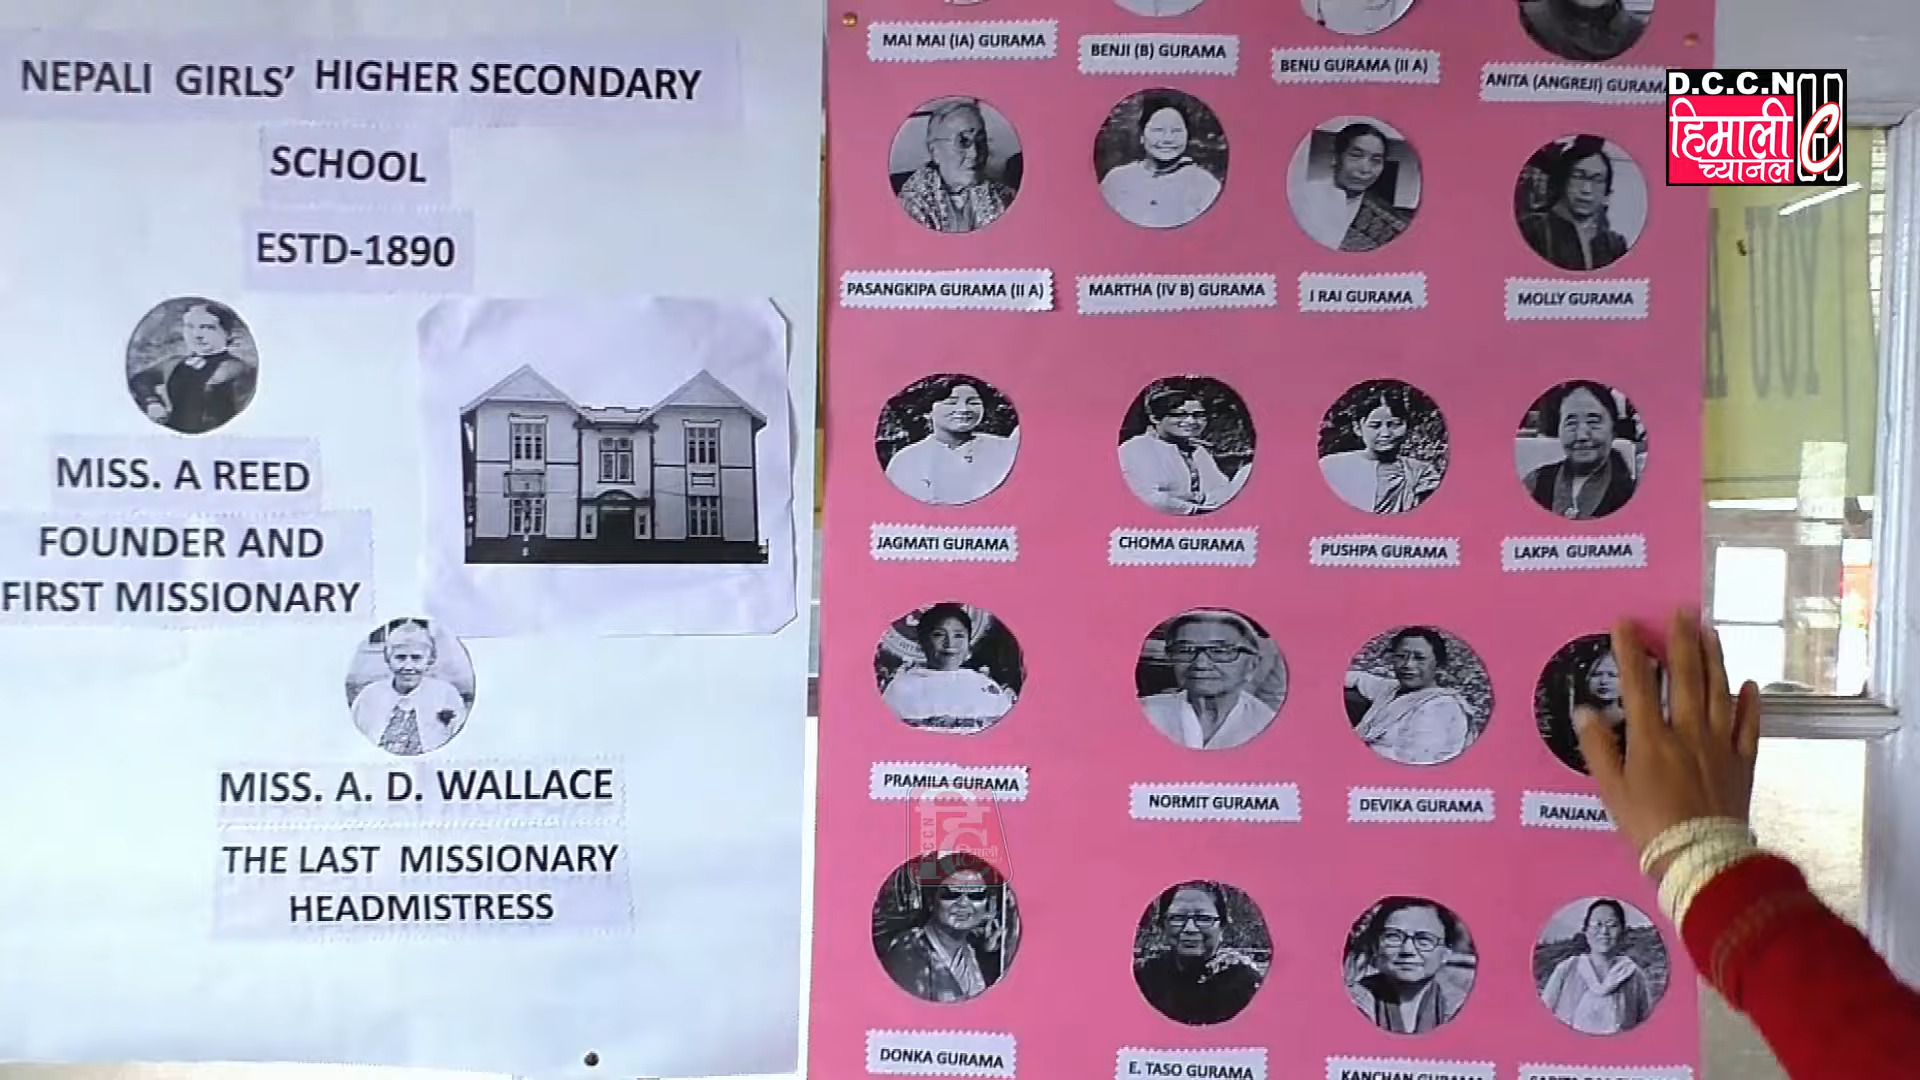 NEPALI GIRLS' HIGHER SECONDARY
SCHOOL
ESTD-1890
MISS. A REED
FOUNDER AND
FIRST MISSIONARY
MISS. A. D. WALLACE
THE LAST MISSIONARY
HEADMISTRESS
MAI MAI (IA) GURAMA
BENJI (B) GURAMA
BENU GURAMA (II A)
ANITA (ANGREJI) GURAMA
PASANGKIPA GURAMA (II A)
MARTHA (IV B) GURAMA
I RAI GURAMA
MOLLY GURAMA
JAGMATI GURAMA
CHOMA GURAMA
PUSHPA GURAMA
LAKPA GURAMA
PRAMILA GURAMA
NORMIT GURAMA
DEVIKA GURAMA
RANJANA
DONKA GURAMA
E. TASO GURAMA
KANCHAN GURAMA
D.C.C.N
हिमाली
च्यानल